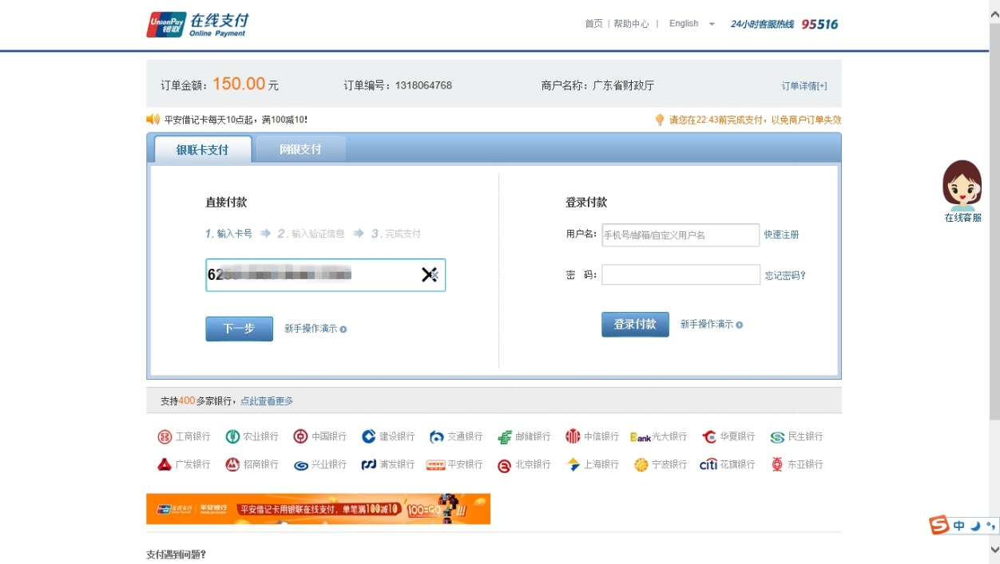 UnionPay 银联 在线支付 Online Payment
首页 | 帮助中心 | English 24小时客服热线 95516
订单金额：150.00元 订单编号：1318064768 商户名称：广东省财政厅 订单详情[+]
平安借记卡每天10点起，满100减10! 请您在22:43前完成支付，以免商户订单失效
银联卡支付 网银支付
直接付款
1.输入卡号 2.输入验证信息 3.完成支付
下一步 新手操作演示
登录付款
用户名: 手机号/邮箱/自定义用户名 快速注册
密 码: 忘记密码?
登录付款 新手操作演示
在线客服
支持400多家银行，点此查看更多
工商银行 农业银行 中国银行 建设银行 交通银行 邮储银行 中信银行 Bank光大银行 华夏银行 民生银行
广发银行 招商银行 兴业银行 浦发银行 平安银行 北京银行 上海银行 宁波银行 citi花旗银行 东亚银行
在线支付 平安银行 平安借记卡用银联在线支付，单笔满100减10 100=GO !!!
S 中
支付遇到问题?